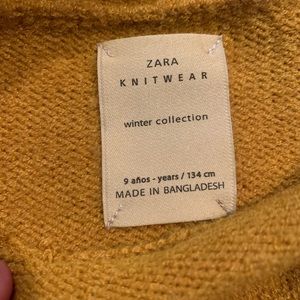 ZARA
KNITWEAR
winter collection
9 años - years / 134 cm
MADE IN BANGLADESH